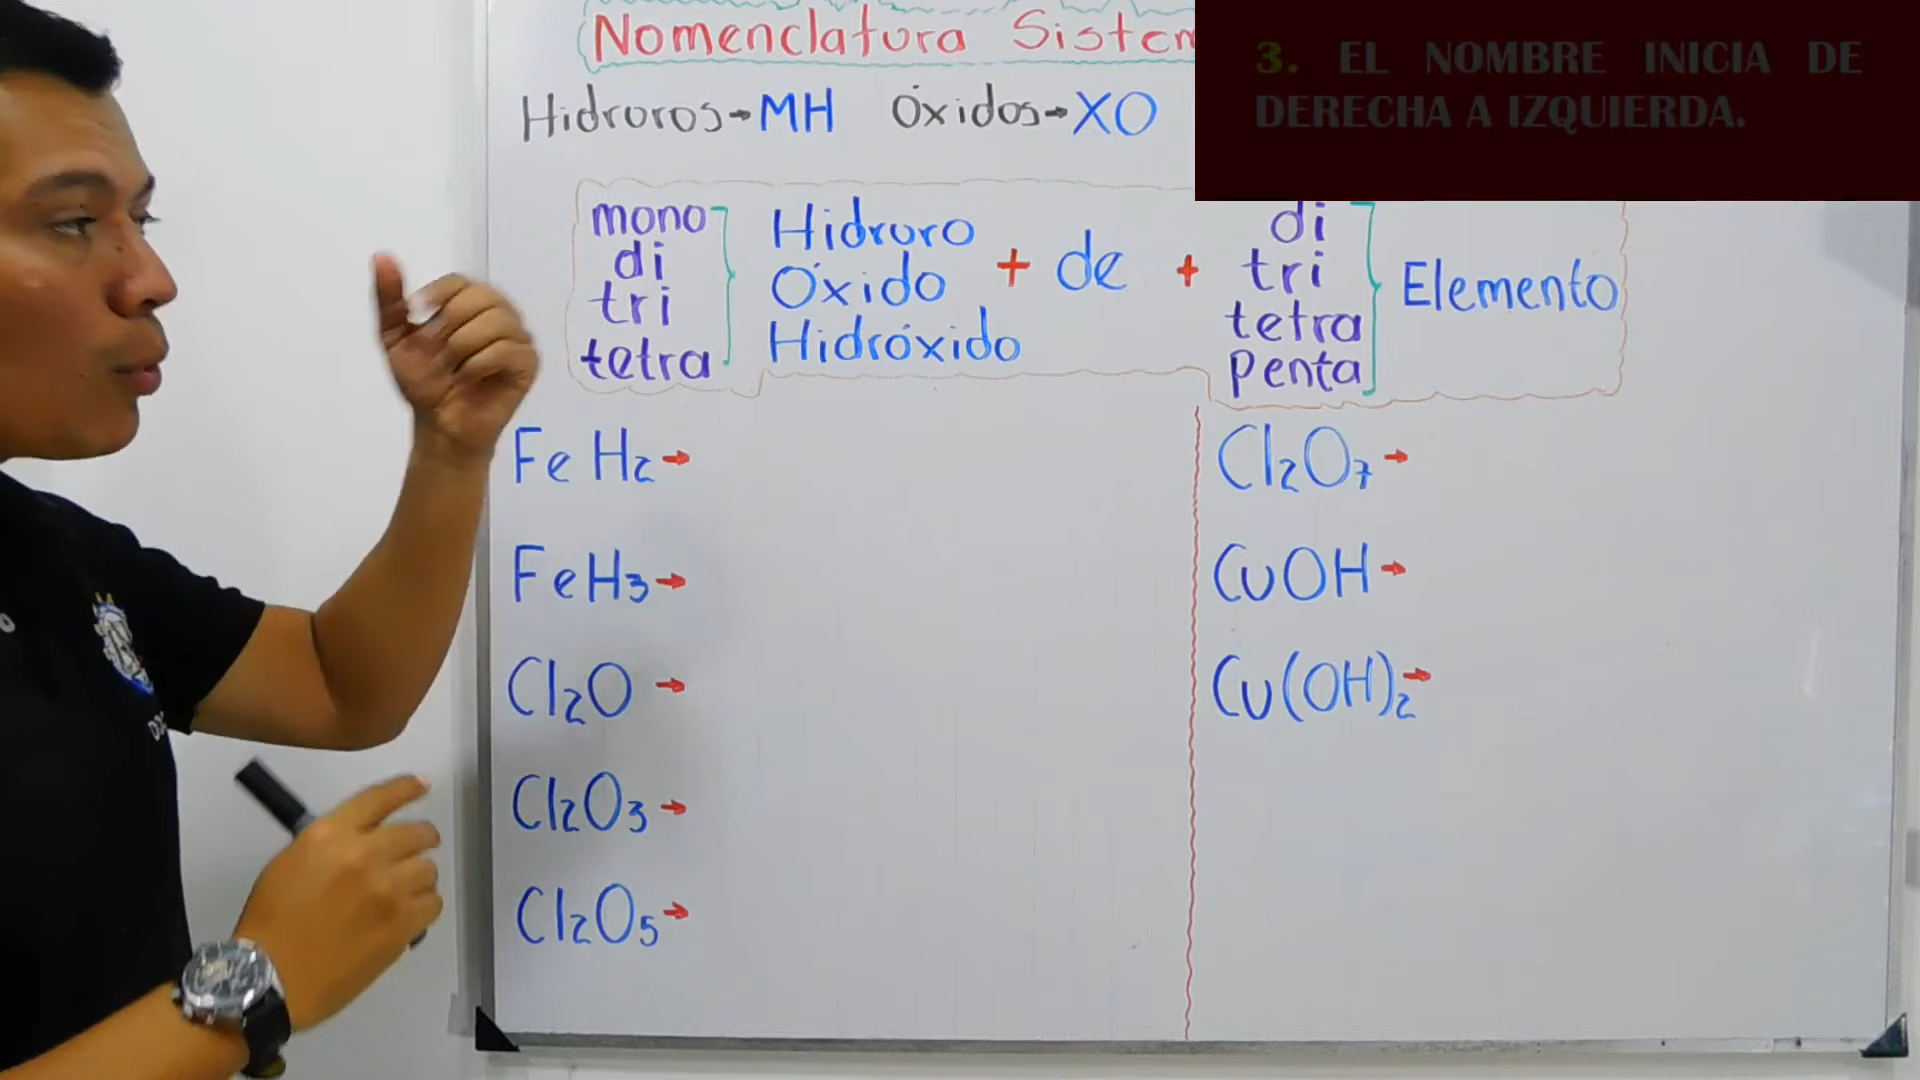 Nomenclatura Sistem
3. EL NOMBRE INICIA DE
DERECHA A IZQUIERDA.
Hidruros→MH Óxidos→XO
mono
di
tri
tetra
Hidruro
Óxido
Hidróxido
+ de +
di
tri
tetra
penta
Elemento
FeH2→
FeH3→
Cl2O→
Cl2O3→
Cl2O5→
Cl2O7→
CuOH→
Cu(OH)2→